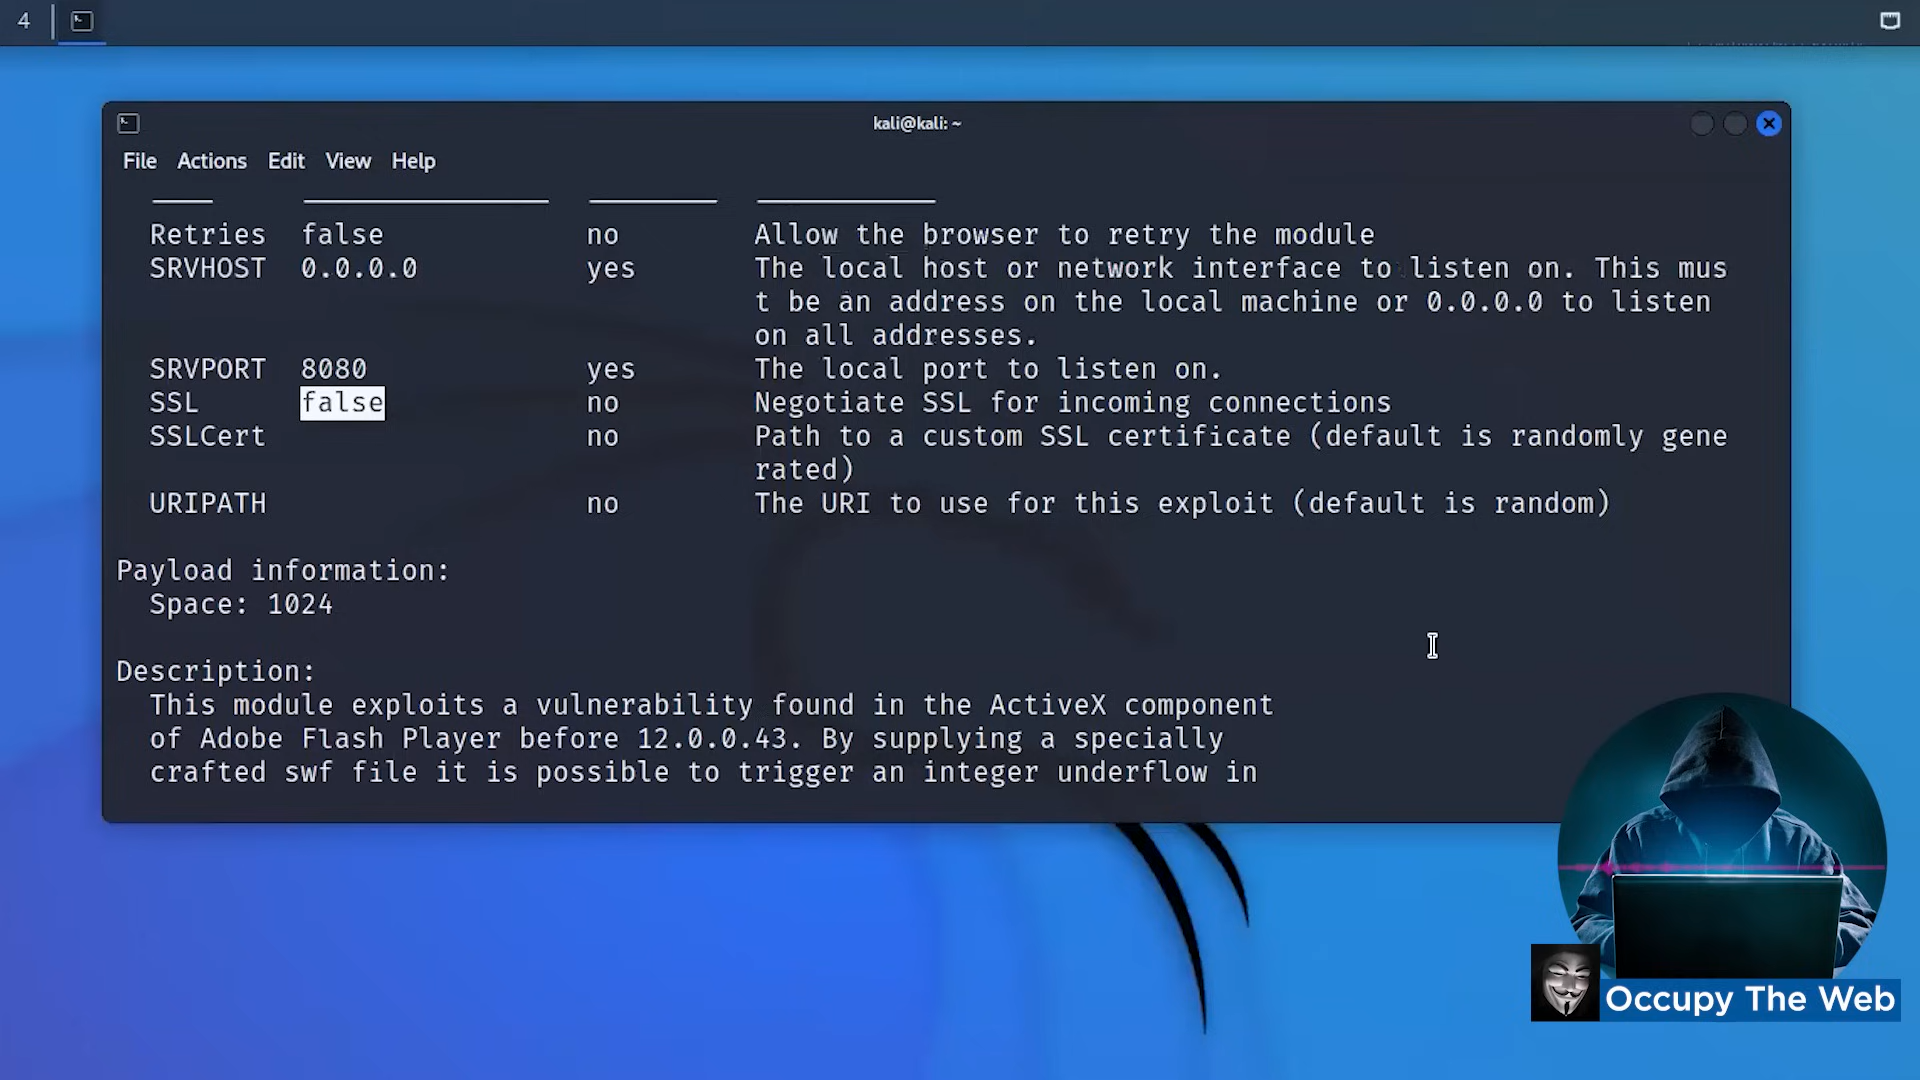 4
kali@kali: ~
File Actions Edit View Help
Retries false no Allow the browser to retry the module
SRVHOST 0.0.0.0 yes The local host or network interface to listen on. This mus
t be an address on the local machine or 0.0.0.0 to listen
on all addresses.
SRVPORT 8080 yes The local port to listen on.
SSL false no Negotiate SSL for incoming connections
SSLCert no Path to a custom SSL certificate (default is randomly gene
rated)
URIPATH no The URI to use for this exploit (default is random)
Payload information:
Space: 1024
Description:
This module exploits a vulnerability found in the ActiveX component
of Adobe Flash Player before 12.0.0.43. By supplying a specially
crafted swf file it is possible to trigger an integer underflow in
Occupy The Web